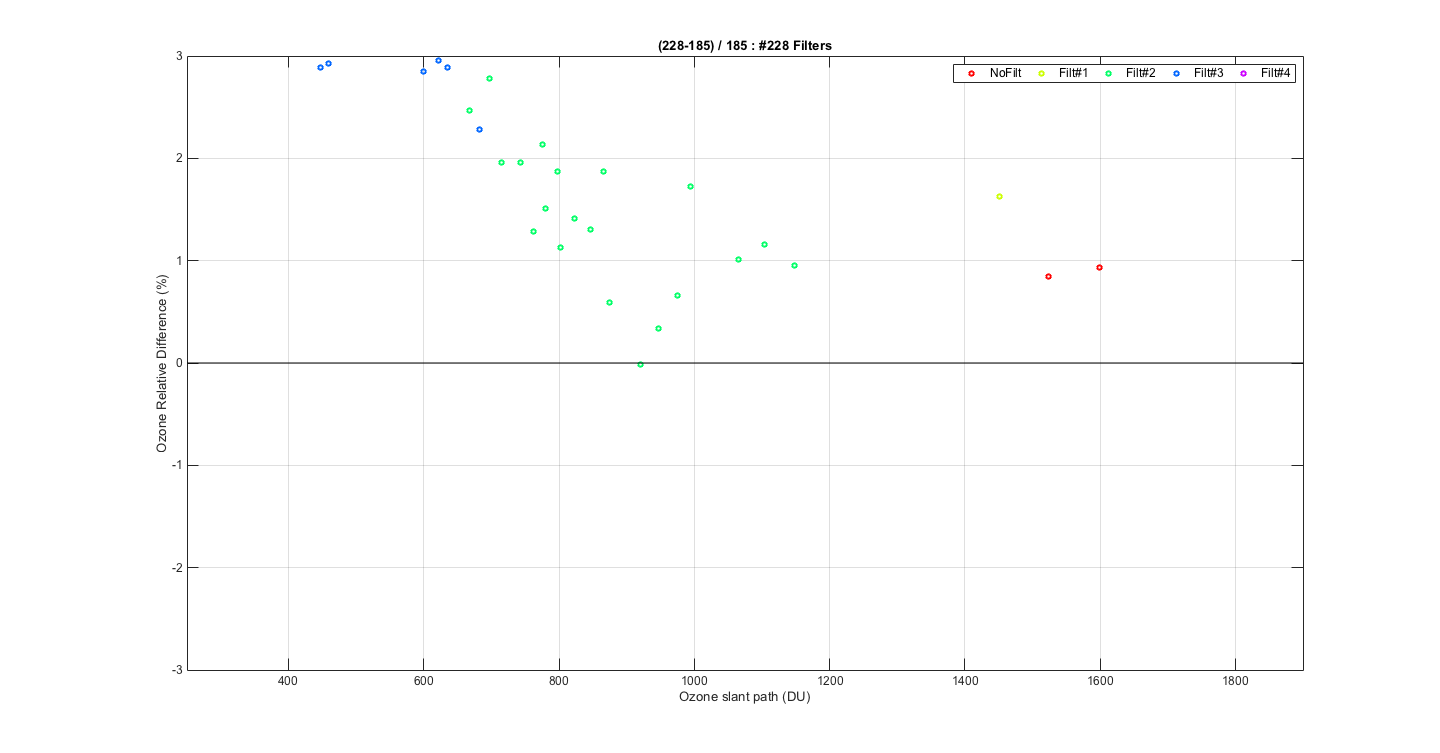 (228-185) / 185 : #228 Filters
NoFilt Filt#1 Filt#2 Filt#3 Filt#4
Ozone Relative Difference (%)
3
2
1
0
-1
-2
-3
400 600 800 1000 1200 1400 1600 1800
Ozone slant path (DU)